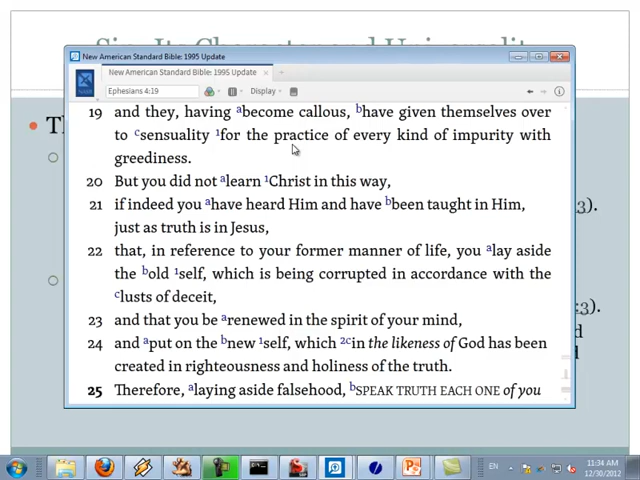 Sin: Its Character and Universality
New American Standard Bible: 1995 Update
New American Standard Bible: 1995 Update
Ephesians 4:19
Display
19 and they, having abecome callous, bhave given themselves over
to csensuality 1for the practice of every kind of impurity with
greediness.
20 But you did not alearn 1Christ in this way,
21 if indeed you ahave heard Him and have bbeen taught in Him,
just as truth is in Jesus,
22 that, in reference to your former manner of life, you alay aside
the bold 1self, which is being corrupted in accordance with the
clusts of deceit,
23 and that you be arenewed in the spirit of your mind,
24 and aput on the bnew 1self, which 2cin the likeness of God has been
created in righteousness and holiness of the truth.
25 Therefore, alaying aside falsehood, bSPEAK TRUTH EACH ONE of you
:3).
:3).
d
d
EN
11:34 AM
12/30/2012